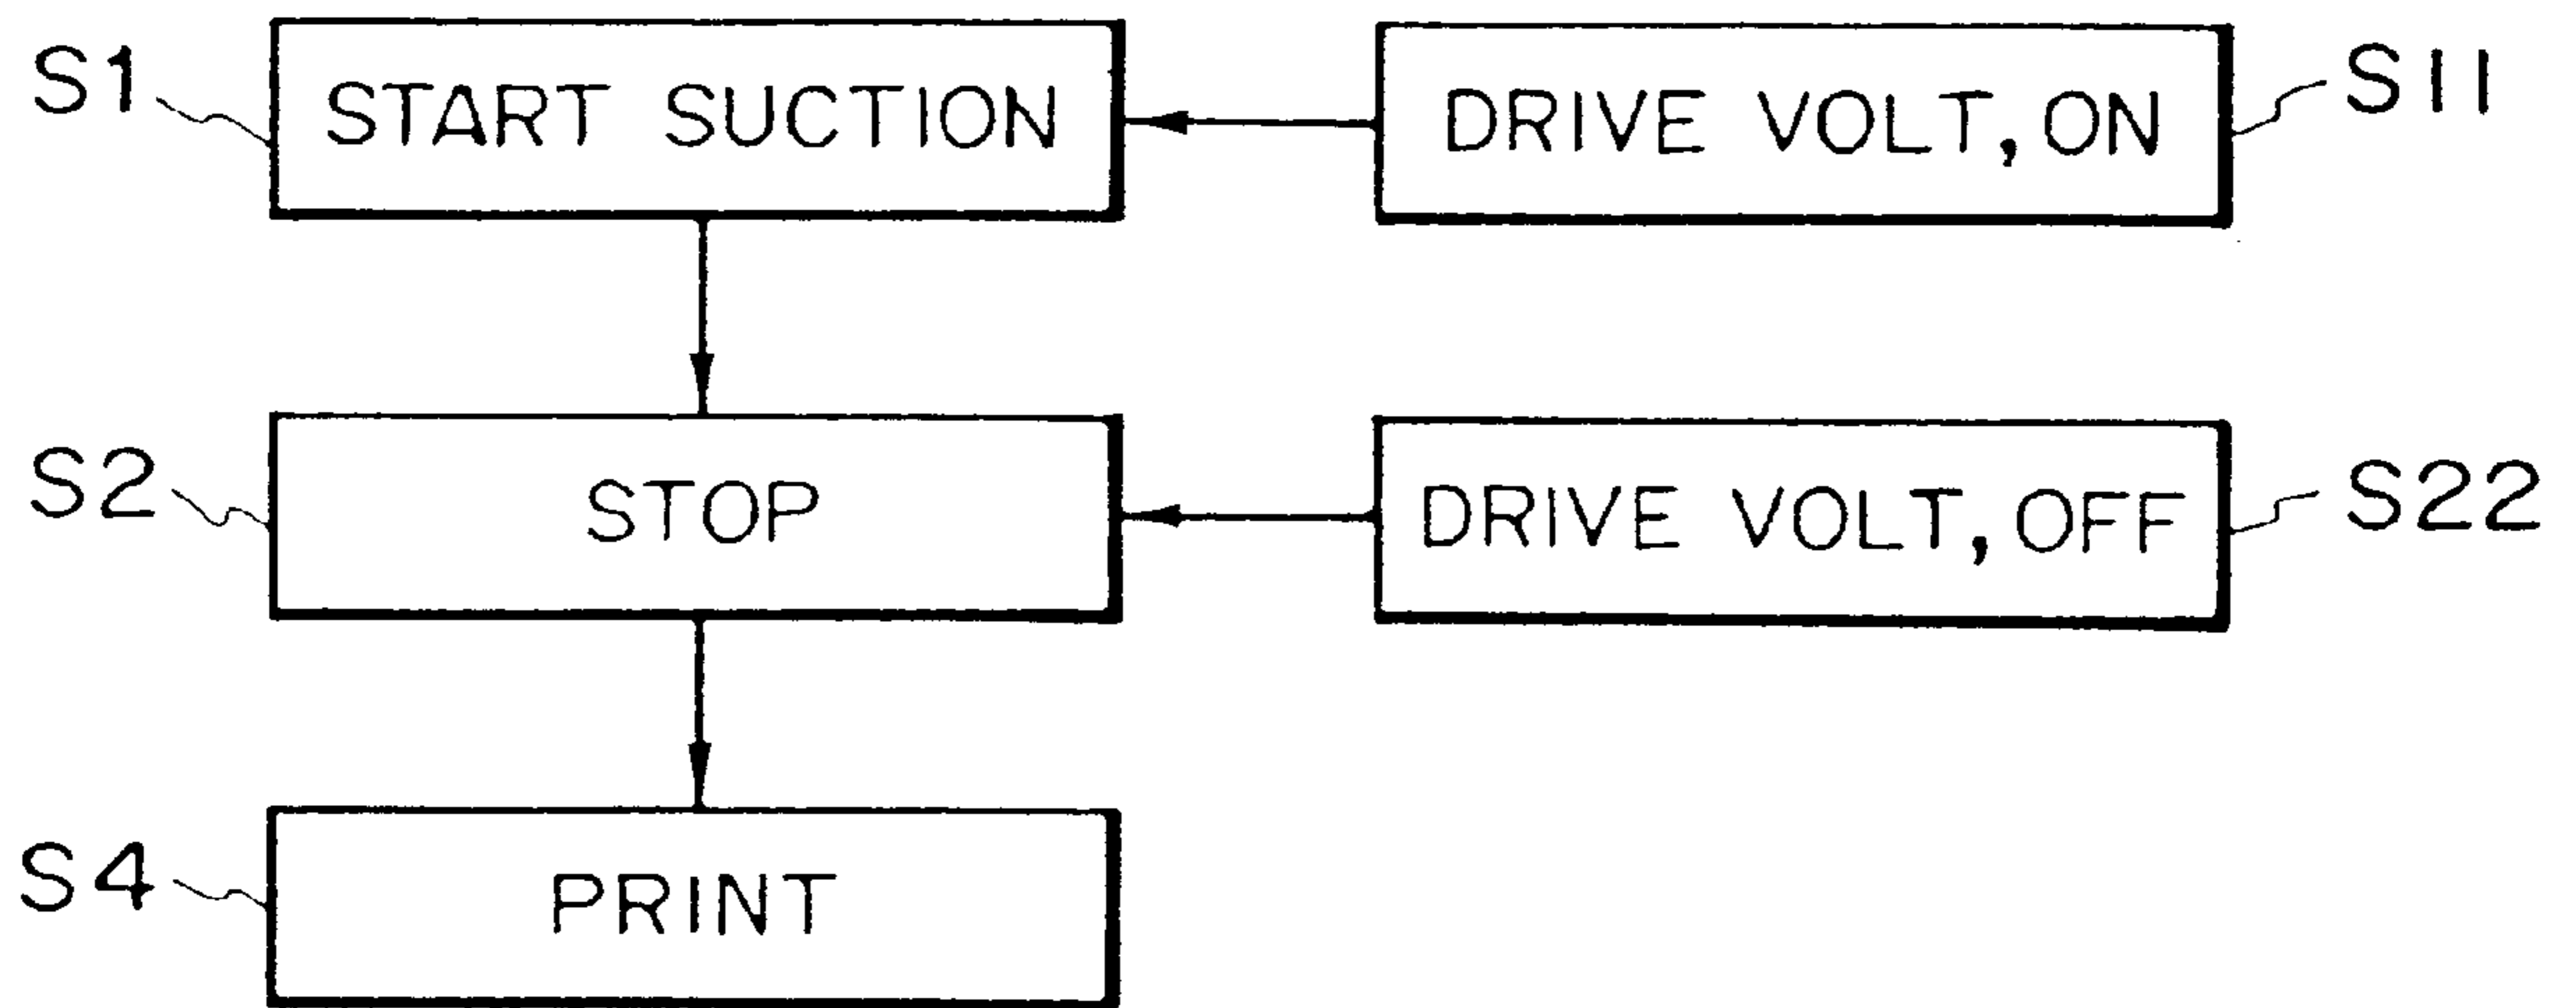 S1 START SUCTION DRIVE VOLT, ON S11
S2 STOP DRIVE VOLT, OFF S22
S4 PRINT